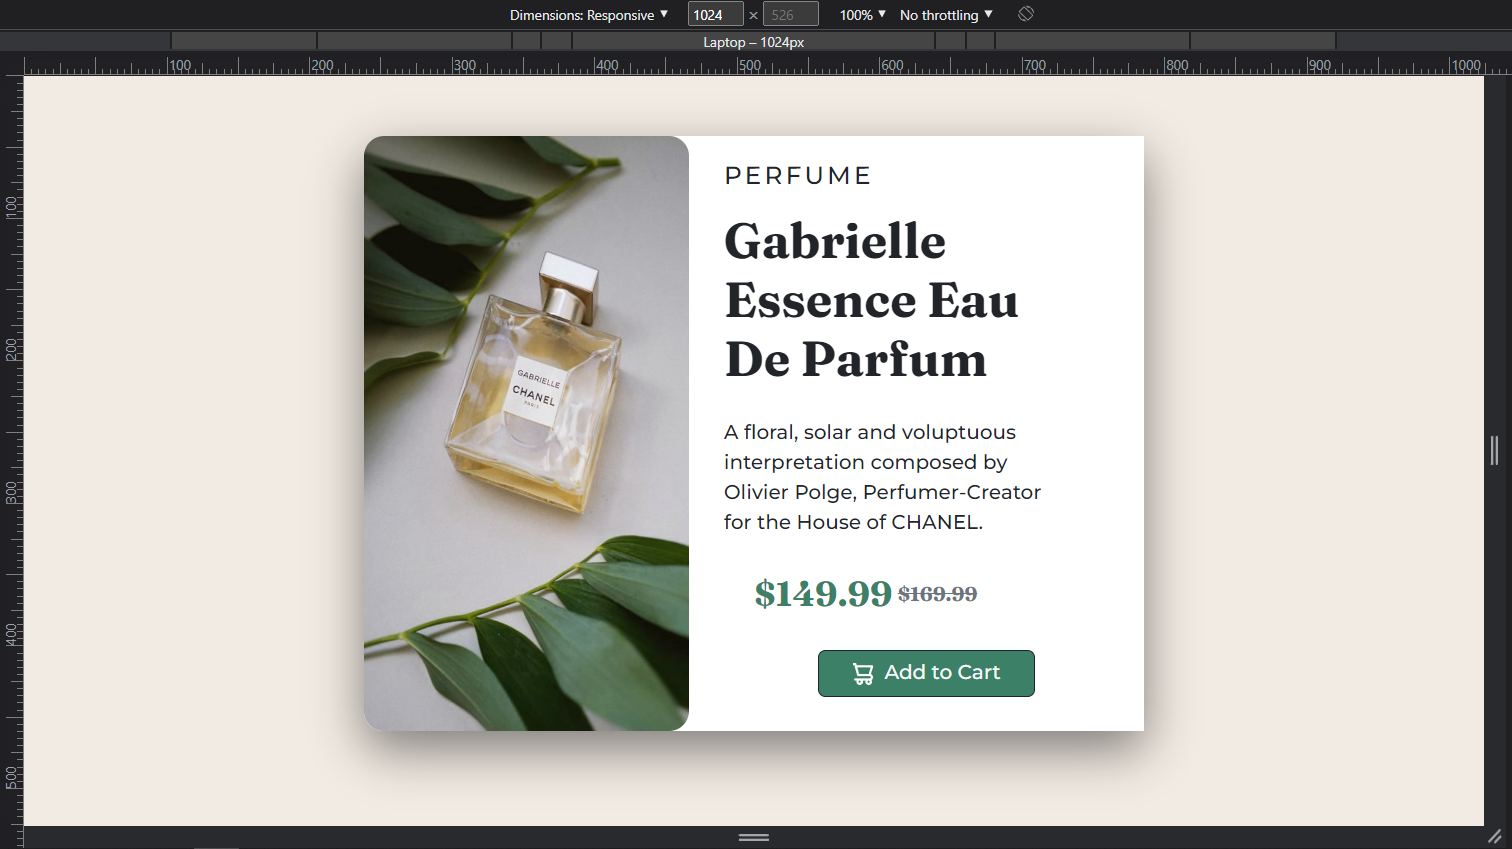 Dimensions: Responsive ▼ 1024 × 526 100% ▼ No throttling ▼
Laptop – 1024px
100 200 300 400 500 600 700 800 900 1000
100
200
300
400
500
GABRIELLE
CHANEL
PARIS
PERFUME
Gabrielle
Essence Eau
De Parfum
A floral, solar and voluptuous
interpretation composed by
Olivier Polge, Perfumer-Creator
for the House of CHANEL.
$149.99 $169.99
Add to Cart